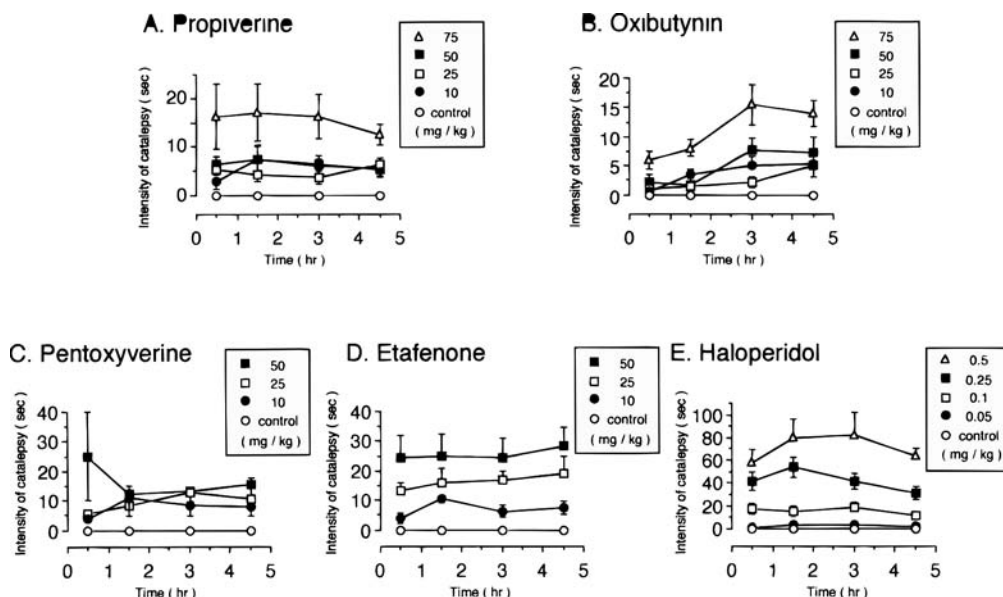 A. Propiverine
75
50
25
10
control
( mg / kg )
Intensity of catalepsy ( sec )
20
10
0
0 1 2 3 4 5
Time ( hr )
B. Oxibutynin
75
50
25
10
control
( mg / kg )
Intensity of catalepsy ( sec )
20
15
10
5
0
0 1 2 3 4 5
Time ( hr )
C. Pentoxyverine
50
25
10
control
( mg / kg )
Intensity of catalepsy ( sec )
40
30
20
10
0
0 1 2 3 4 5
Time ( hr )
D. Etafenone
50
25
10
control
( mg / kg )
Intensity of catalepsy ( sec )
40
30
20
10
0
0 1 2 3 4 5
Time ( hr )
E. Haloperidol
0.5
0.25
0.1
0.05
control
( mg / kg )
Intensity of catalepsy ( sec )
100
80
60
40
20
0
0 1 2 3 4 5
Time ( hr )